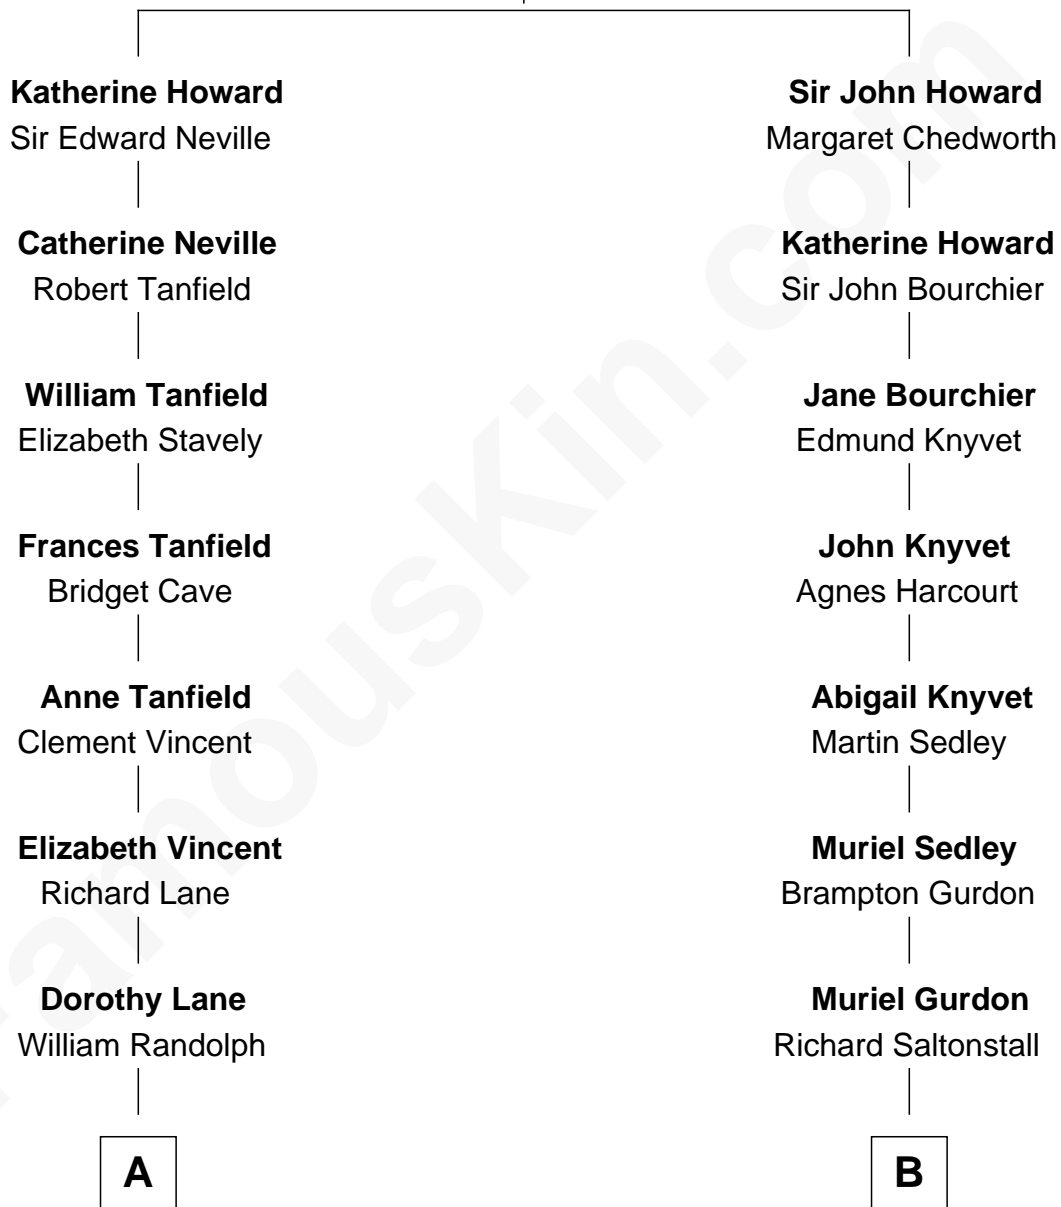 Katherine Howard
Sir Edward Neville
Catherine Neville
Robert Tanfield
William Tanfield
Elizabeth Stavely
Frances Tanfield
Bridget Cave
Anne Tanfield
Clement Vincent
Elizabeth Vincent
Richard Lane
Dorothy Lane
William Randolph
A
Sir John Howard
Margaret Chedworth
Katherine Howard
Sir John Bourchier
Jane Bourchier
Edmund Knyvet
John Knyvet
Agnes Harcourt
Abigail Knyvet
Martin Sedley
Muriel Sedley
Brampton Gurdon
Muriel Gurdon
Richard Saltonstall
B
FamousKin.com